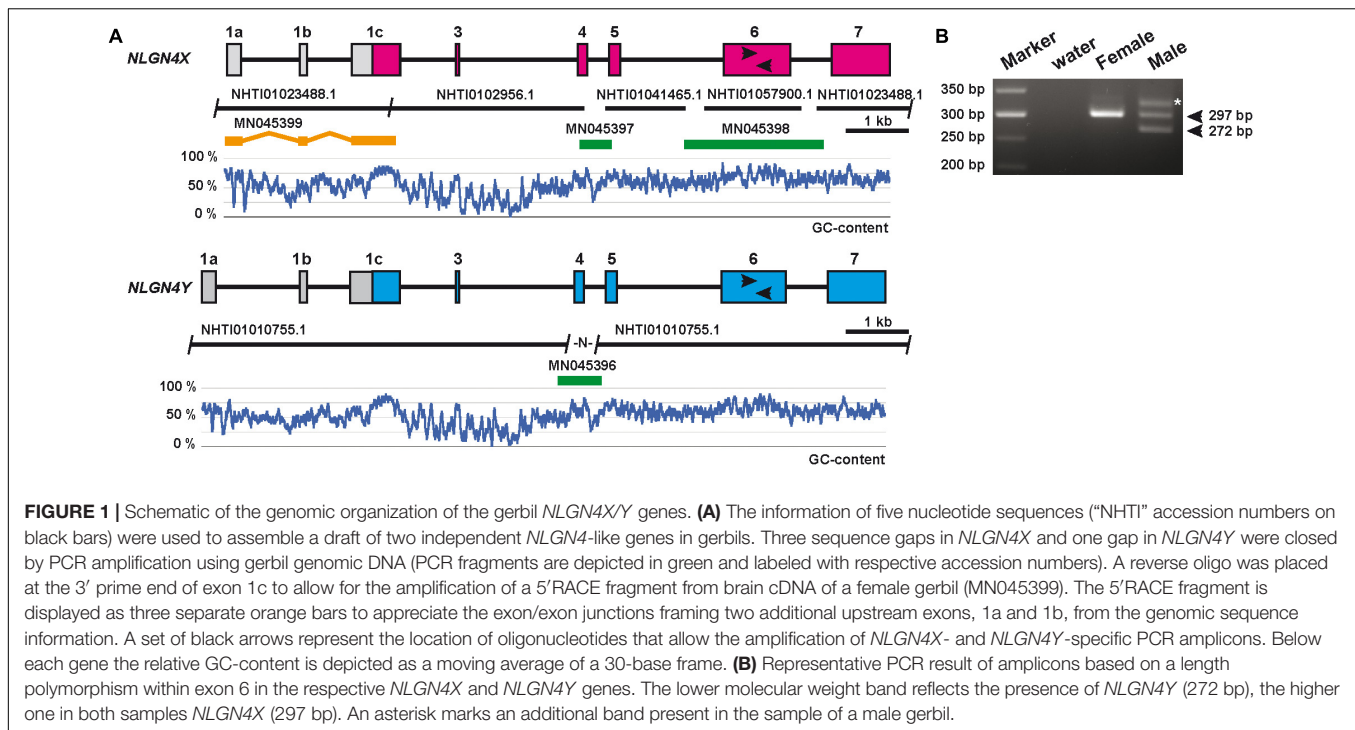 A
1a 1b 1c 3 4 5 6 7
NLGN4X
NHTI01023488.1 NHTI0102956.1 NHTI01041465.1 NHTI01057900.1 NHTI01023488.1
MN045399 MN045397 MN045398 1 kb
100 %
50 %
0 %
GC-content
1a 1b 1c 3 4 5 6 7
NLGN4Y
NHTI01010755.1 -N- NHTI01010755.1 1 kb
MN045396
100 %
50 %
0 %
GC-content
B
Marker water Female Male
350 bp *
300 bp 297 bp
250 bp 272 bp
200 bp
FIGURE 1 | Schematic of the genomic organization of the gerbil NLGN4X/Y genes. (A) The information of five nucleotide sequences (“NHTI” accession numbers on
black bars) were used to assemble a draft of two independent NLGN4-like genes in gerbils. Three sequence gaps in NLGN4X and one gap in NLGN4Y were closed
by PCR amplification using gerbil genomic DNA (PCR fragments are depicted in green and labeled with respective accession numbers). A reverse oligo was placed
at the 3′ prime end of exon 1c to allow for the amplification of a 5′RACE fragment from brain cDNA of a female gerbil (MN045399). The 5′RACE fragment is
displayed as three separate orange bars to appreciate the exon/exon junctions framing two additional upstream exons, 1a and 1b, from the genomic sequence
information. A set of black arrows represent the location of oligonucleotides that allow the amplification of NLGN4X- and NLGN4Y-specific PCR amplicons. Below
each gene the relative GC-content is depicted as a moving average of a 30-base frame. (B) Representative PCR result of amplicons based on a length
polymorphism within exon 6 in the respective NLGN4X and NLGN4Y genes. The lower molecular weight band reflects the presence of NLGN4Y (272 bp), the higher
one in both samples NLGN4X (297 bp). An asterisk marks an additional band present in the sample of a male gerbil.